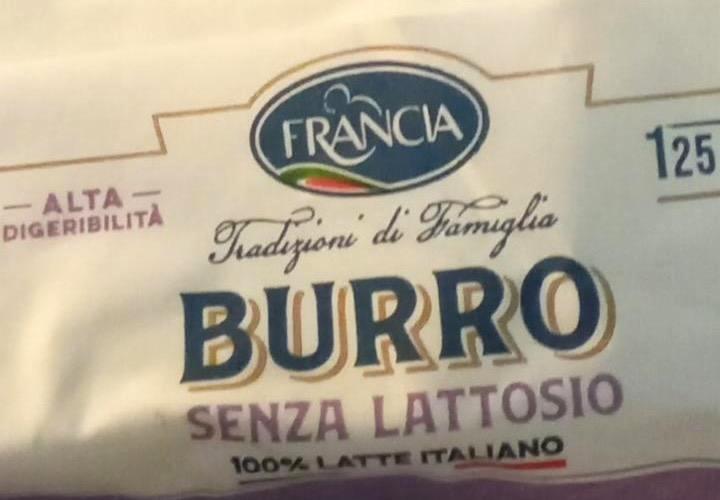 FRANCIA
125
ALTA
DIGERIBILITÀ
Tradizioni di Famiglia
BURRO
SENZA LATTOSIO
100% LATTE ITALIANO